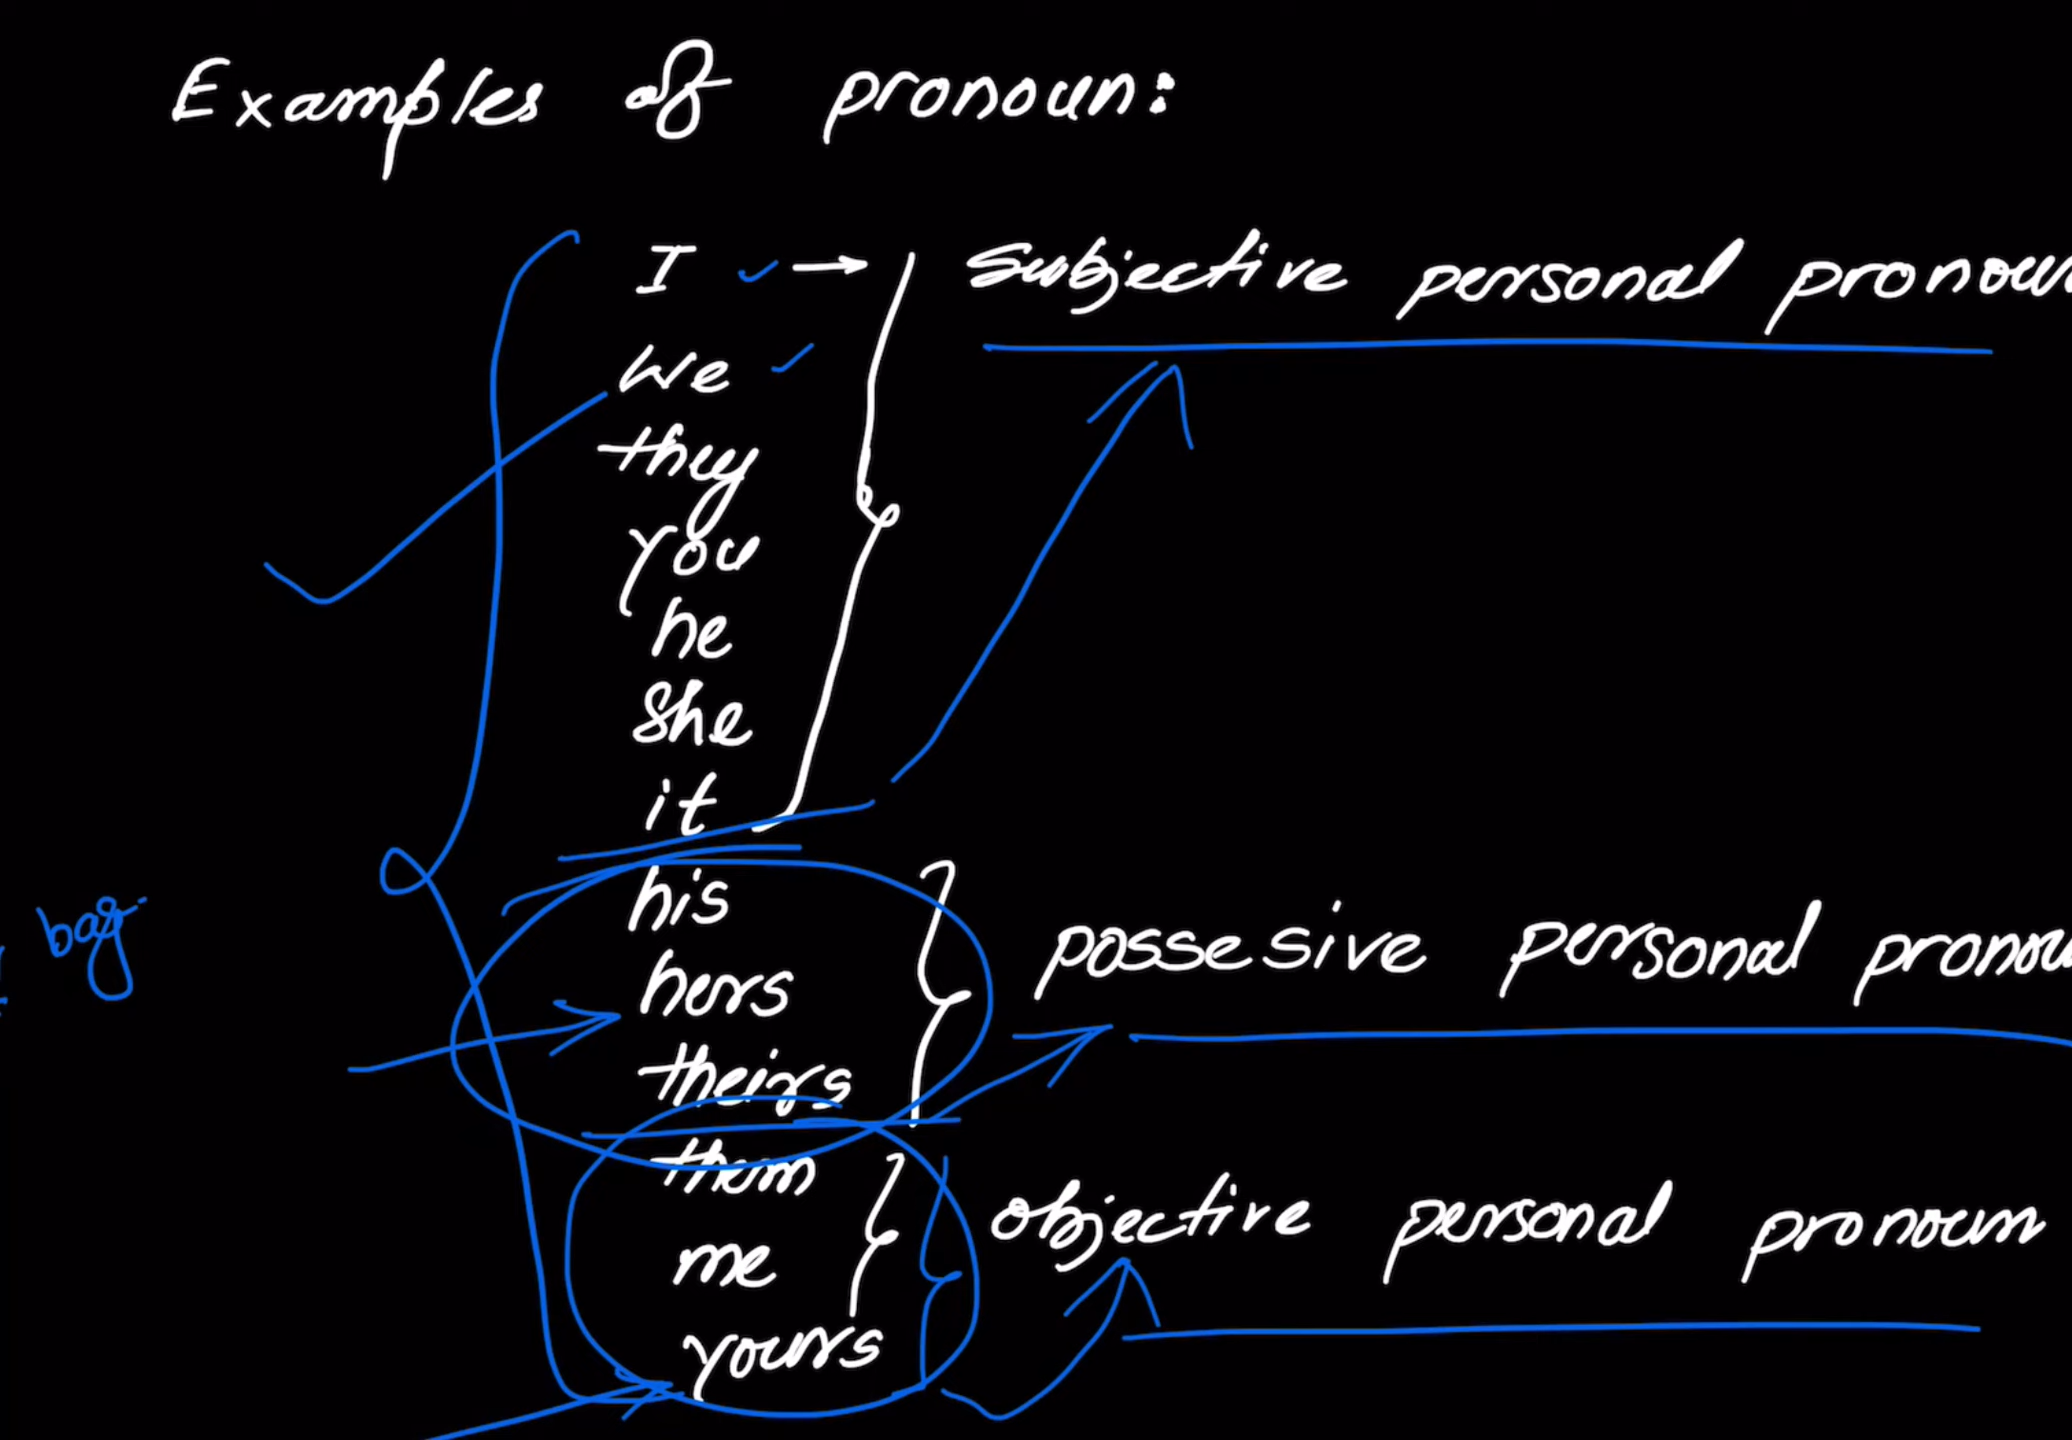 Examples of pronoun:
I → Subjective personal pronoun
We
they
you
he
She
it
his
bag
hers possesive personal pronou
theirs
them
objective personal pronoun
me
yours